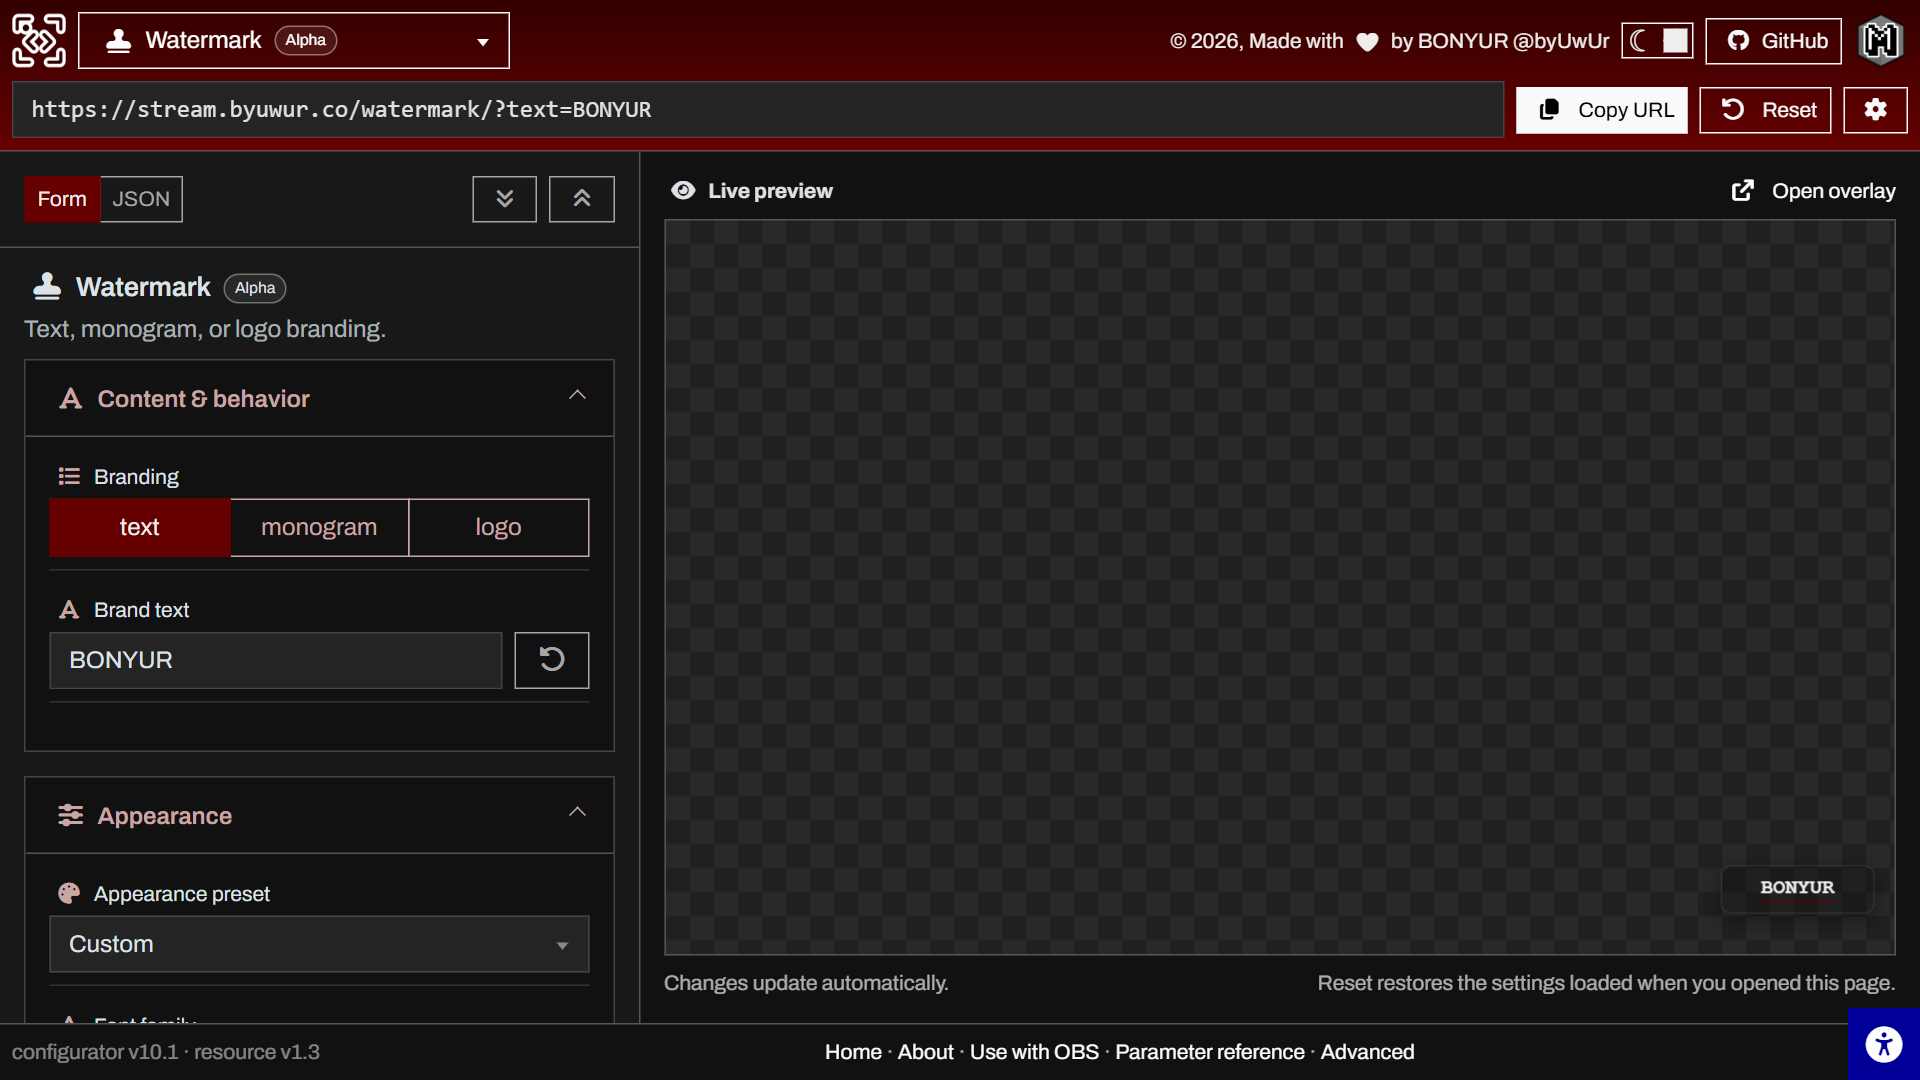 Watermark Alpha
© 2026, Made with by BONYUR @byUwUr
GitHub
https://stream.byuwur.co/watermark/?text=BONYUR
Copy URL
Reset
Form JSON
Live preview
Open overlay
Watermark Alpha
Text, monogram, or logo branding.
Content & behavior
Branding
text monogram logo
Brand text
BONYUR
Appearance
Appearance preset
Custom
Font family
BONYUR
Changes update automatically.
Reset restores the settings loaded when you opened this page.
configurator v10.1 · resource v1.3
Home · About · Use with OBS · Parameter reference · Advanced